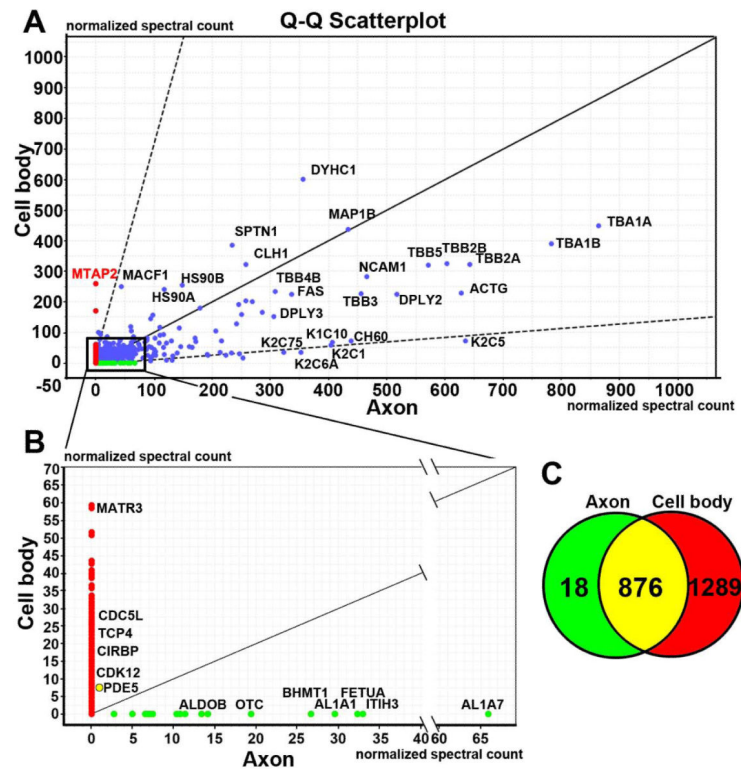 A
Q-Q Scatterplot
normalized spectral count
Cell body
1000
900
800
700
600
500
400
300
200
100
0
-50
DYHC1
MAP1B
SPTN1
CLH1
TBA1A
TBA1B
TBB5
TBB2B
TBB2A
NCAM1
MTAP2
MACF1
HS90B
HS90A
TBB4B
FAS
TBB3
DPLY2
ACTG
DPLY3
K2C75
K1C10
CH60
K2C1
K2C5
K2C6A
0 100 200 300 400 500 600 700 800 900 1000
Axon
normalized spectral count
B
normalized spectral count
Cell body
70
65
60
55
50
45
40
35
30
25
20
15
10
5
0
MATR3
CDC5L
TCP4
CIRBP
CDK12
PDE5
ALDOB
OTC
BHMT1
FETUA
AL1A1
ITIH3
AL1A7
0 5 10 15 20 25 30 35 40 60 65
Axon
normalized spectral count
C
Axon
Cell body
18
876
1289